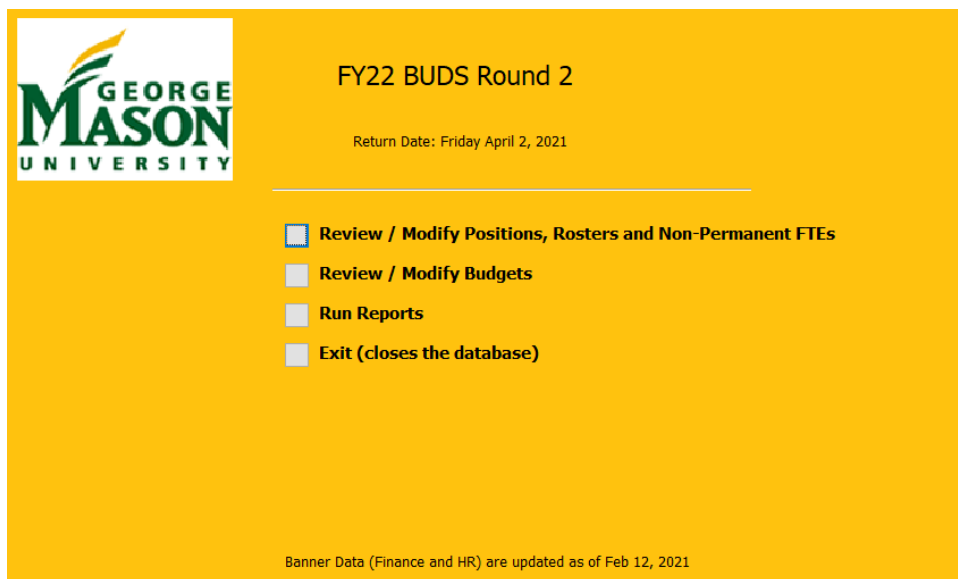 GEORGE
MASON
UNIVERSITY
FY22 BUDS Round 2
Return Date: Friday April 2, 2021
Review / Modify Positions, Rosters and Non-Permanent FTEs
Review / Modify Budgets
Run Reports
Exit (closes the database)
Banner Data (Finance and HR) are updated as of Feb 12, 2021